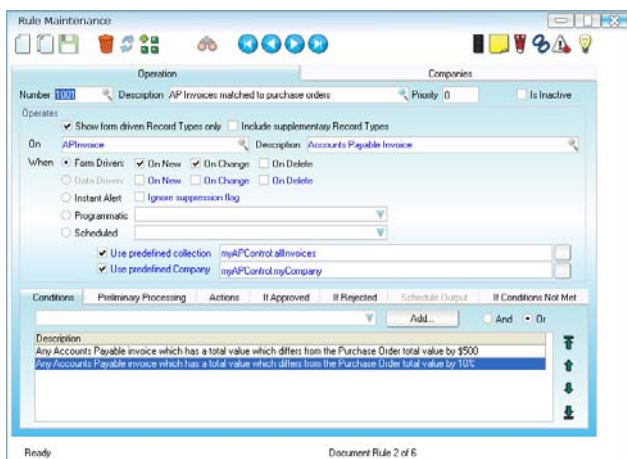 Rule Maintenance
Operation Companies
Number 1001 Description AP Invoices matched to purchase orders Priority 0 Is Inactive
Operates
Show form driven Record Types only Include supplementary Record Types
On APInvoice Description Accounts Payable Invoice
When Form Driven: On New On Change On Delete
Data Driven: On New On Change On Delete
Instant Alert Ignore suppression flag
Programmatic
Scheduled
Use predefined collection myAPControl.allInvoices
Use predefined Company myAPControl.myCompany
Conditions Preliminary Processing Actions If Approved If Rejected Schedule Output If Conditions Not Met
Add... And Or
Description
Any Accounts Payable invoice which has a total value which differs from the Purchase Order total value by $500
Any Accounts Payable invoice which has a total value which differs from the Purchase Order total value by 10%
Ready Document Rule 2 of 6